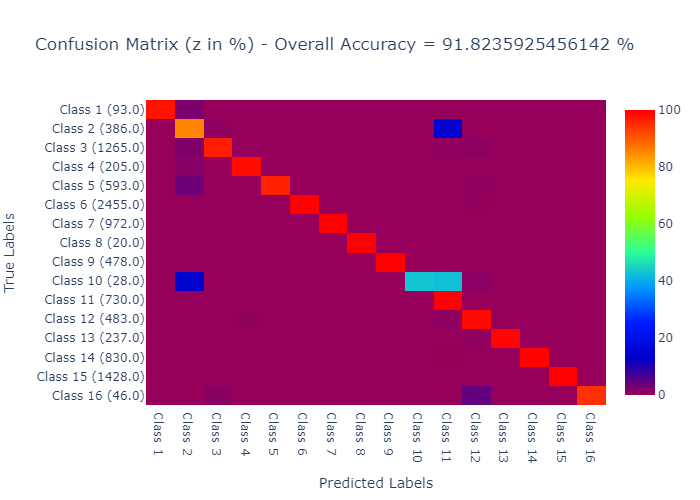 Confusion Matrix (z in %) - Overall Accuracy = 91.8235925456142 %
Class 1 (93.0)
Class 2 (386.0)
Class 3 (1265.0)
Class 4 (205.0)
Class 5 (593.0)
Class 6 (2455.0)
Class 7 (972.0)
Class 8 (20.0)
Class 9 (478.0)
Class 10 (28.0)
Class 11 (730.0)
Class 12 (483.0)
Class 13 (237.0)
Class 14 (830.0)
Class 15 (1428.0)
Class 16 (46.0)
True Labels
Class 1
Class 2
Class 3
Class 4
Class 5
Class 6
Class 7
Class 8
Class 9
Class 10
Class 11
Class 12
Class 13
Class 14
Class 15
Class 16
Predicted Labels
100
80
60
40
20
0